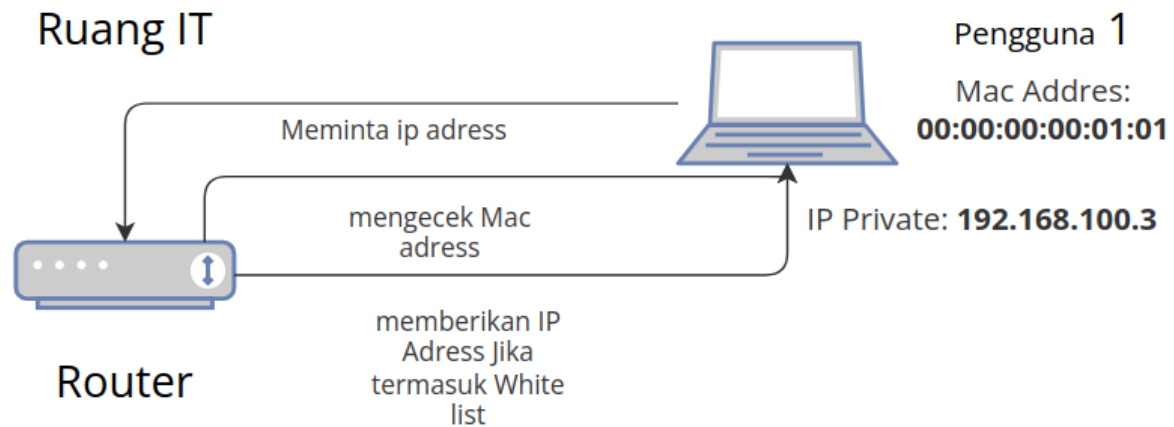 Ruang IT
Pengguna 1
Mac Addres:
00:00:00:00:01:01
Meminta ip adress
mengecek Mac
adress
IP Private: 192.168.100.3
memberikan IP
Adress Jika
termasuk White
list
Router